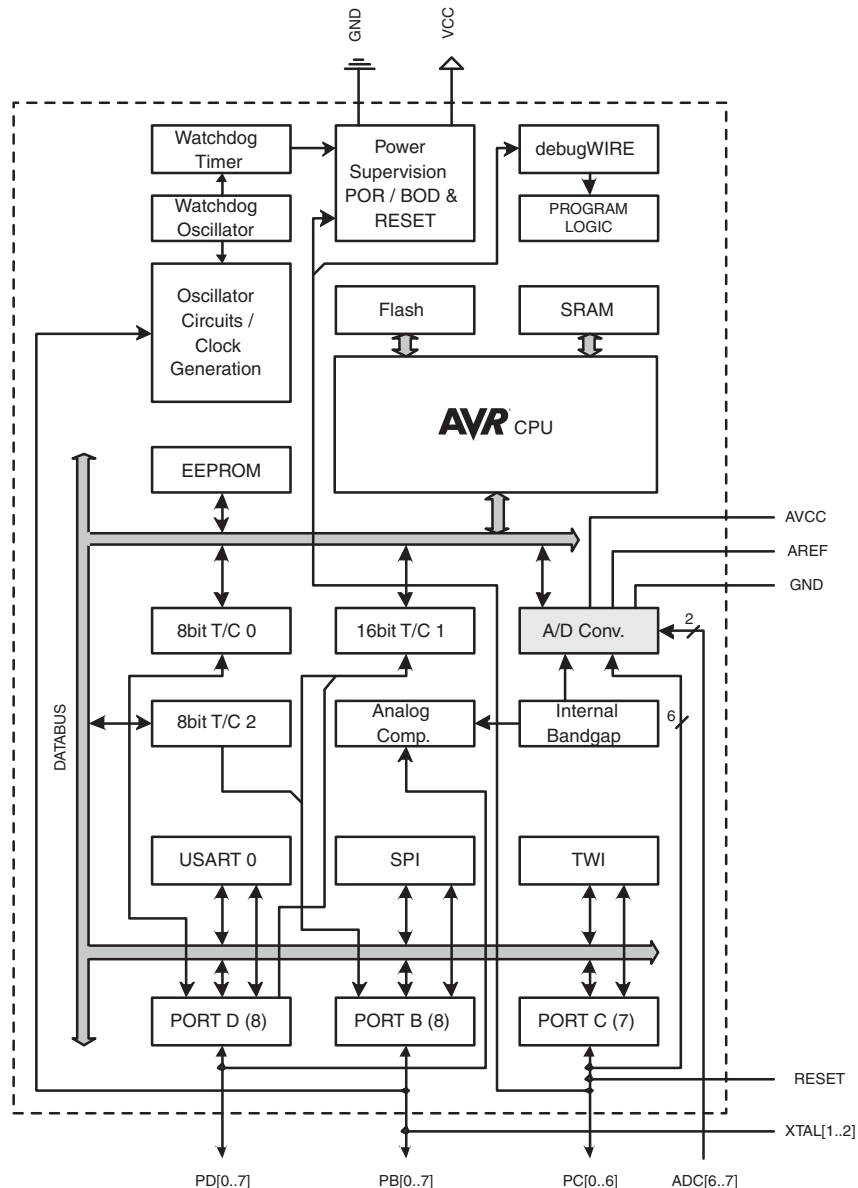 GND
VCC
Watchdog
Timer
Power
Supervision
POR / BOD &
RESET
debugWIRE
Watchdog
Oscillator
PROGRAM
LOGIC
Oscillator
Circuits /
Clock
Generation
Flash
SRAM
AVR CPU
EEPROM
AVCC
AREF
GND
8bit T/C 0
16bit T/C 1
A/D Conv.
2
DATABUS
8bit T/C 2
Analog
Comp.
Internal
Bandgap
6
USART 0
SPI
TWI
PORT D (8)
PORT B (8)
PORT C (7)
RESET
XTAL[1..2]
PD[0..7]
PB[0..7]
PC[0..6]
ADC[6..7]